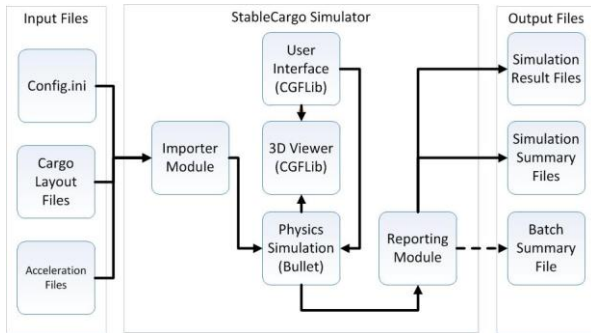 Input Files
StableCargo Simulator
Output Files
Config.ini
Cargo
Layout
Files
Acceleration
Files
Importer
Module
User
Interface
(CGFLib)
3D Viewer
(CGFLib)
Physics
Simulation
(Bullet)
Reporting
Module
Simulation
Result Files
Simulation
Summary
Files
Batch
Summary
File